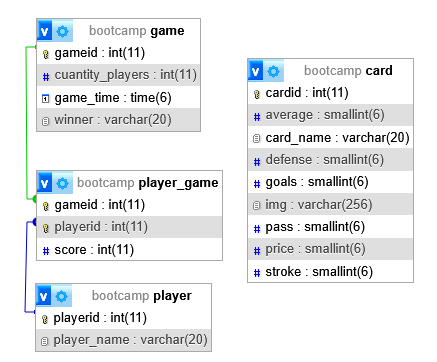 v bootcamp game
gameid : int(11)
# cuantity_players : int(11)
game_time : time(6)
winner : varchar(20)
v bootcamp card
cardid : int(11)
# average : smallint(6)
card_name : varchar(20)
# defense : smallint(6)
# goals : smallint(6)
img : varchar(256)
# pass : smallint(6)
# price : smallint(6)
# stroke : smallint(6)
v bootcamp player_game
gameid : int(11)
playerid : int(11)
# score : int(11)
v bootcamp player
playerid : int(11)
player_name : varchar(20)